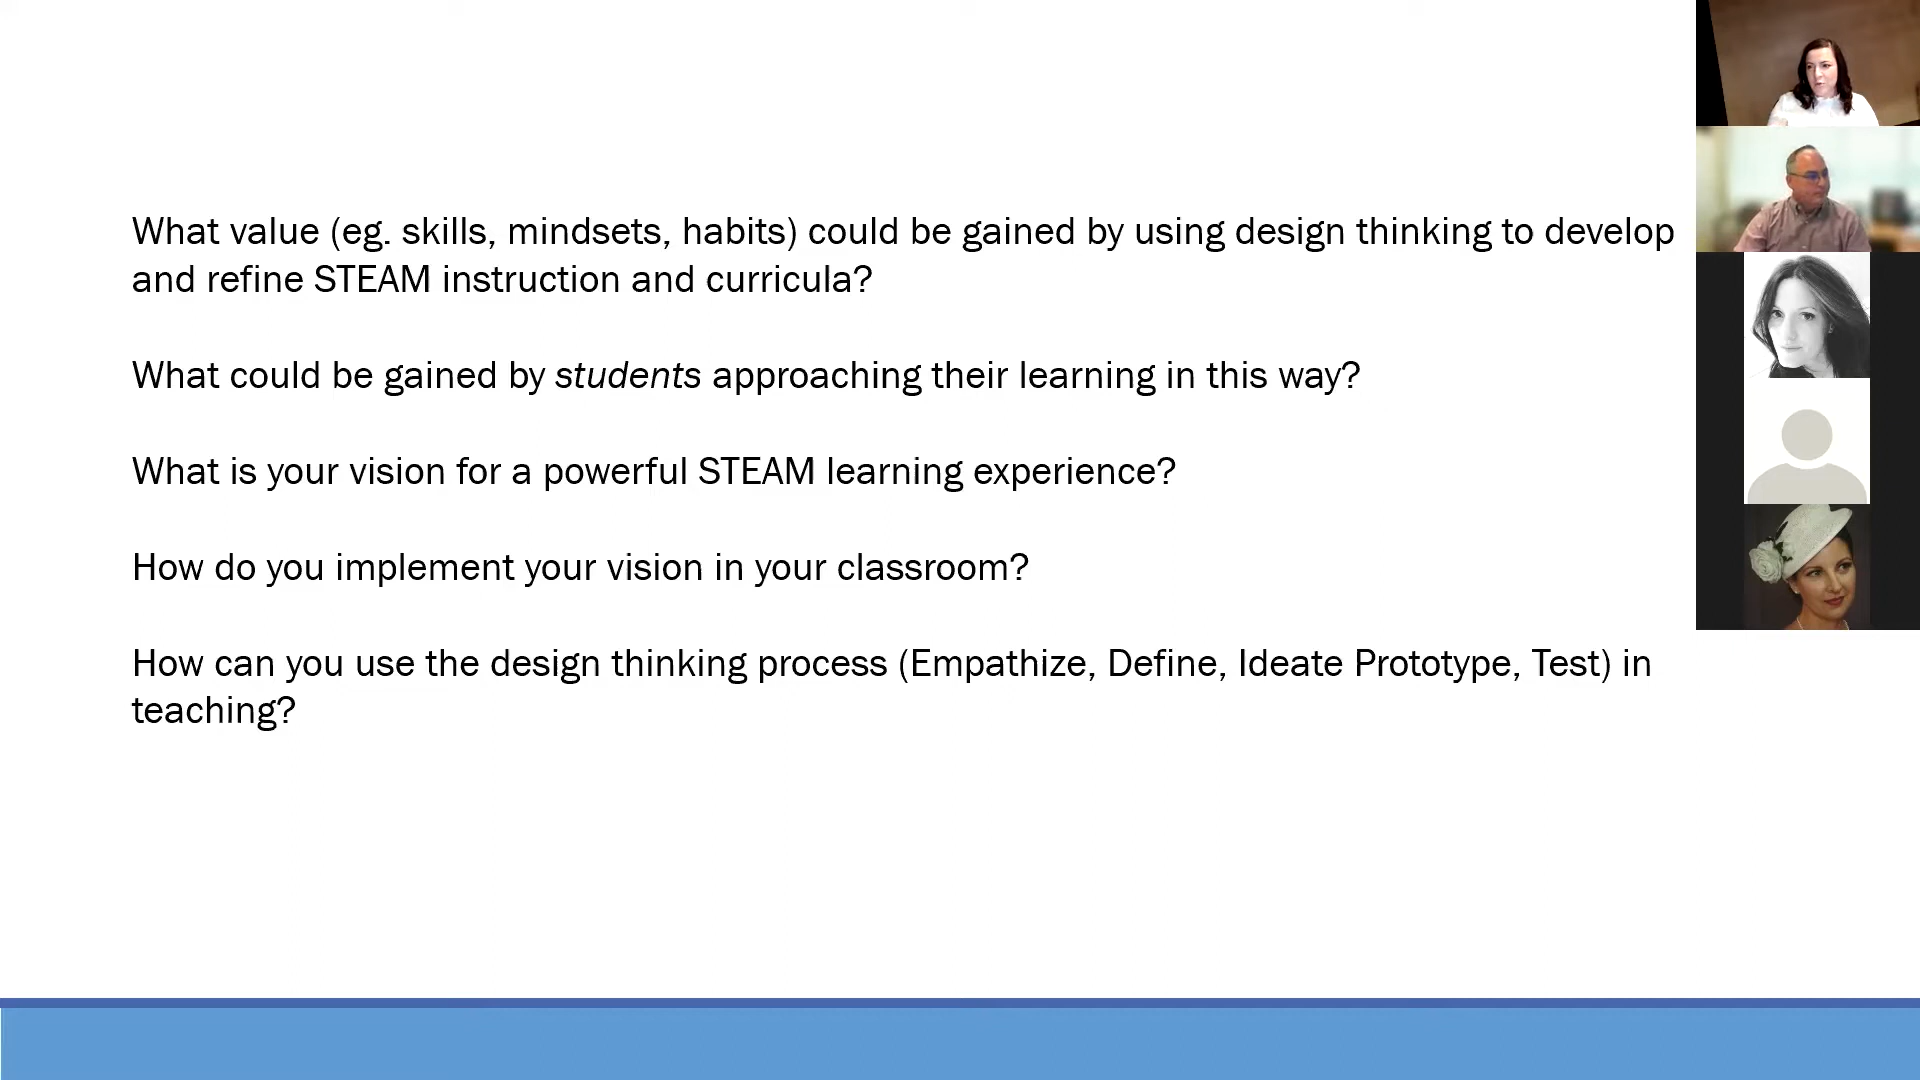 What value (eg. skills, mindsets, habits) could be gained by using design thinking to develop
and refine STEAM instruction and curricula?
What could be gained by students approaching their learning in this way?
What is your vision for a powerful STEAM learning experience?
How do you implement your vision in your classroom?
How can you use the design thinking process (Empathize, Define, Ideate Prototype, Test) in
teaching?